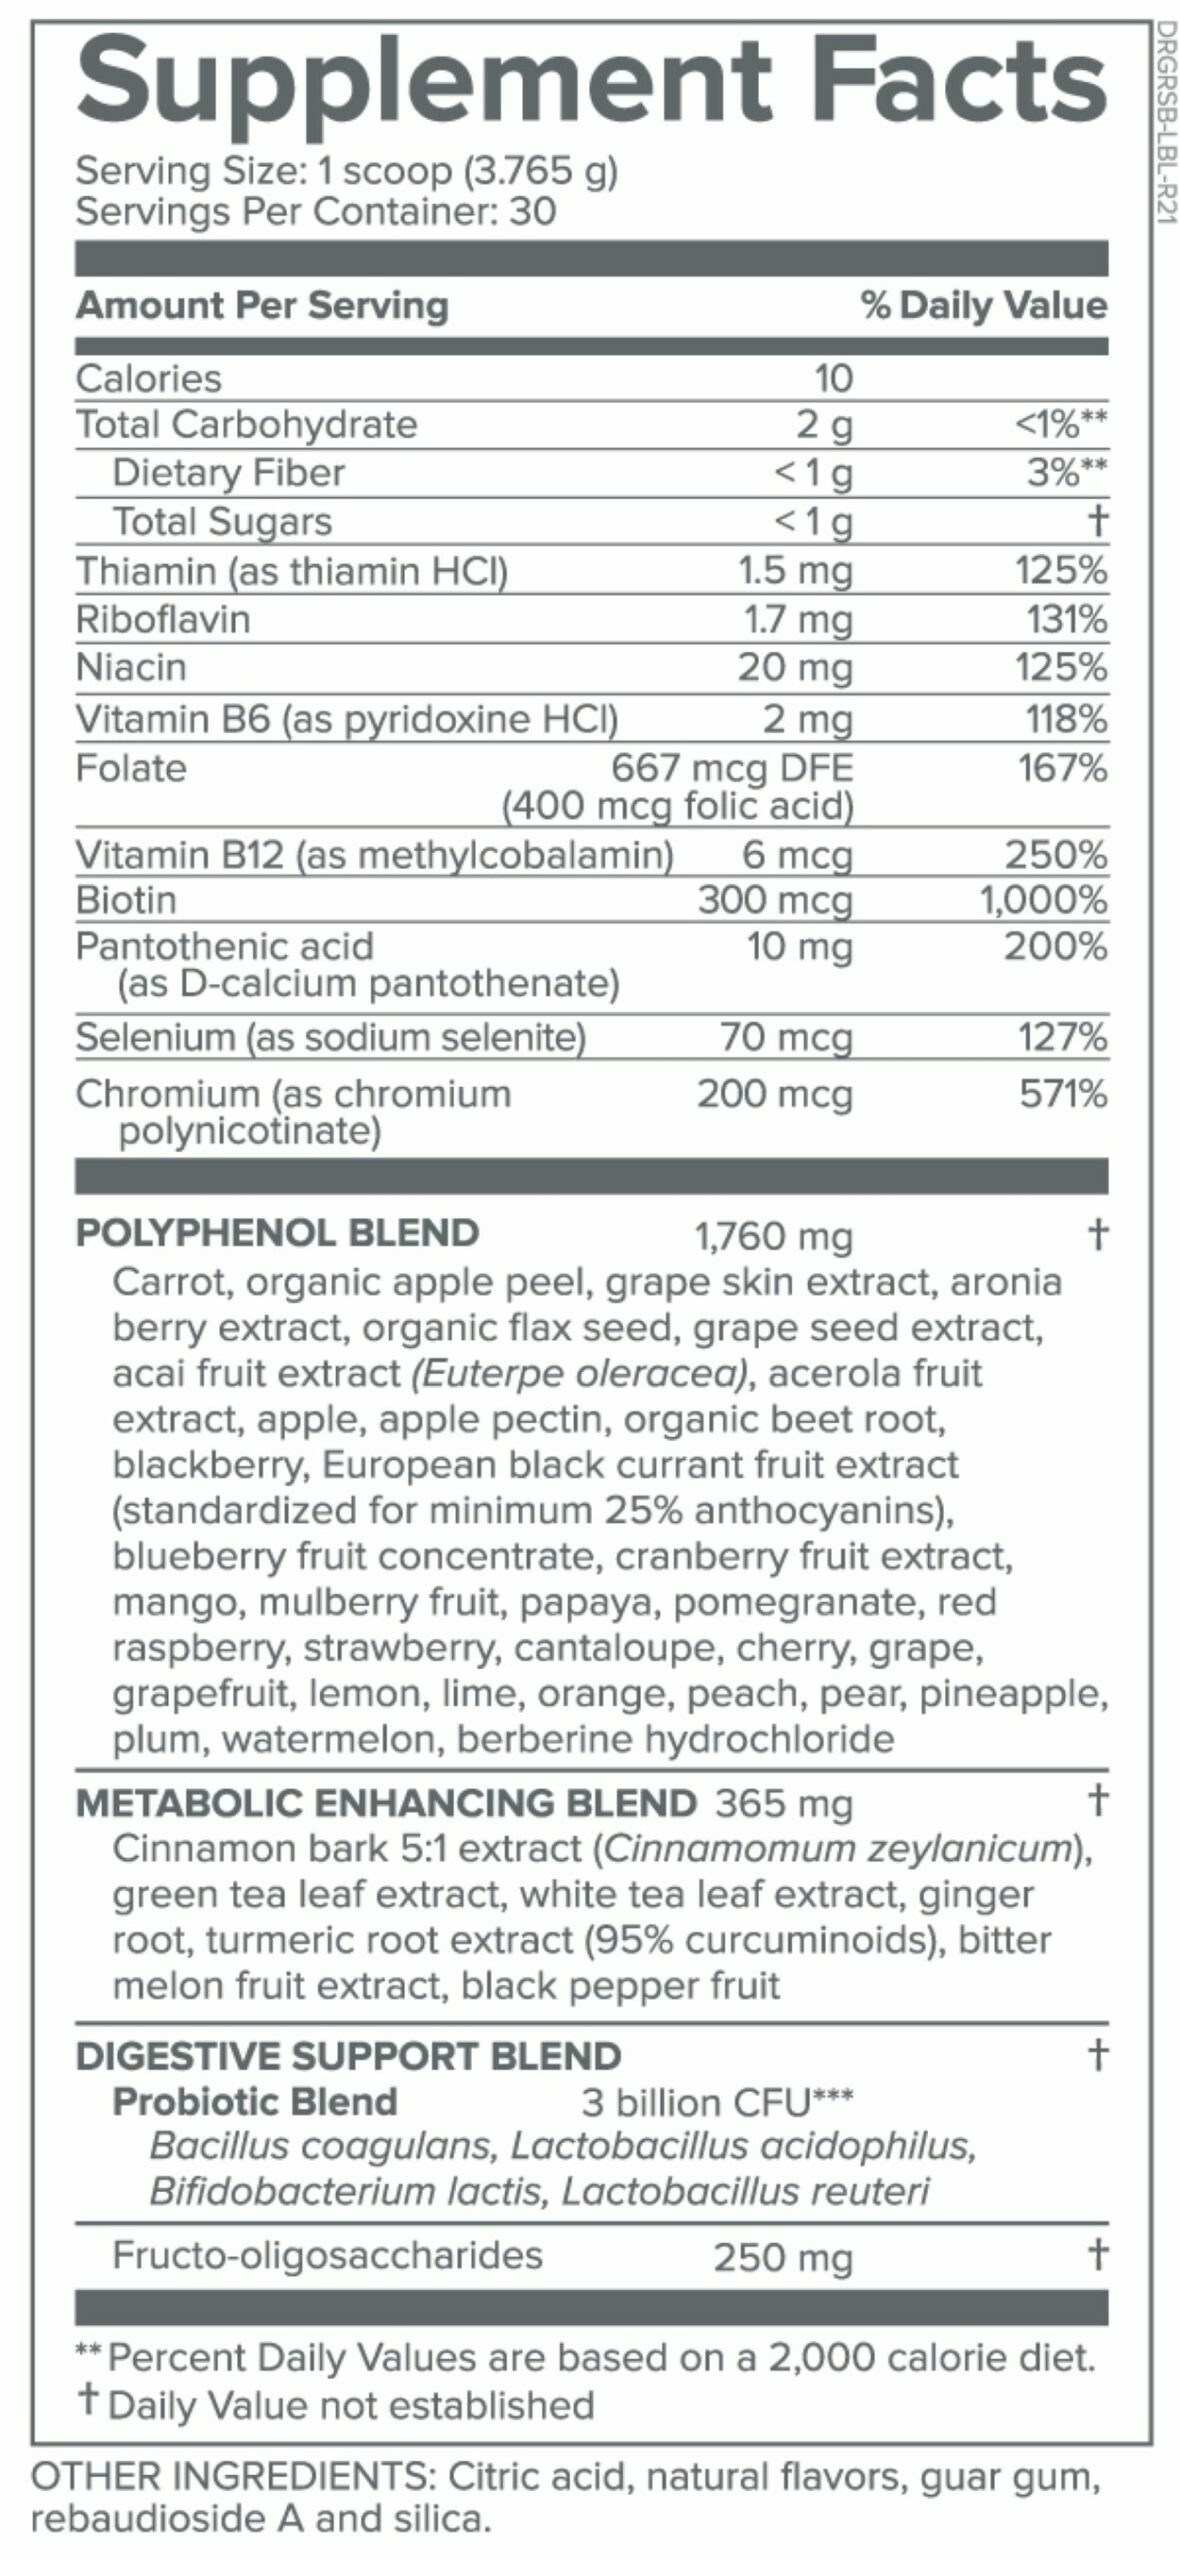 Supplement Facts
DRGRSB-LBL-R21
Serving Size: 1 scoop (3.765 g)
Servings Per Container: 30
Amount Per Serving % Daily Value
Calories 10
Total Carbohydrate 2 g <1%**
Dietary Fiber < 1 g 3%**
Total Sugars < 1 g †
Thiamin (as thiamin HCl) 1.5 mg 125%
Riboflavin 1.7 mg 131%
Niacin 20 mg 125%
Vitamin B6 (as pyridoxine HCl) 2 mg 118%
Folate 667 mcg DFE 167%
(400 mcg folic acid)
Vitamin B12 (as methylcobalamin) 6 mcg 250%
Biotin 300 mcg 1,000%
Pantothenic acid 10 mg 200%
(as D-calcium pantothenate)
Selenium (as sodium selenite) 70 mcg 127%
Chromium (as chromium 200 mcg 571%
polynicotinate)
POLYPHENOL BLEND 1,760 mg †
Carrot, organic apple peel, grape skin extract, aronia
berry extract, organic flax seed, grape seed extract,
acai fruit extract (Euterpe oleracea), acerola fruit
extract, apple, apple pectin, organic beet root,
blackberry, European black currant fruit extract
(standardized for minimum 25% anthocyanins),
blueberry fruit concentrate, cranberry fruit extract,
mango, mulberry fruit, papaya, pomegranate, red
raspberry, strawberry, cantaloupe, cherry, grape,
grapefruit, lemon, lime, orange, peach, pear, pineapple,
plum, watermelon, berberine hydrochloride
METABOLIC ENHANCING BLEND 365 mg †
Cinnamon bark 5:1 extract (Cinnamomum zeylanicum),
green tea leaf extract, white tea leaf extract, ginger
root, turmeric root extract (95% curcuminoids), bitter
melon fruit extract, black pepper fruit
DIGESTIVE SUPPORT BLEND †
Probiotic Blend 3 billion CFU***
Bacillus coagulans, Lactobacillus acidophilus,
Bifidobacterium lactis, Lactobacillus reuteri
Fructo-oligosaccharides 250 mg †
** Percent Daily Values are based on a 2,000 calorie diet.
† Daily Value not established
OTHER INGREDIENTS: Citric acid, natural flavors, guar gum,
rebaudioside A and silica.